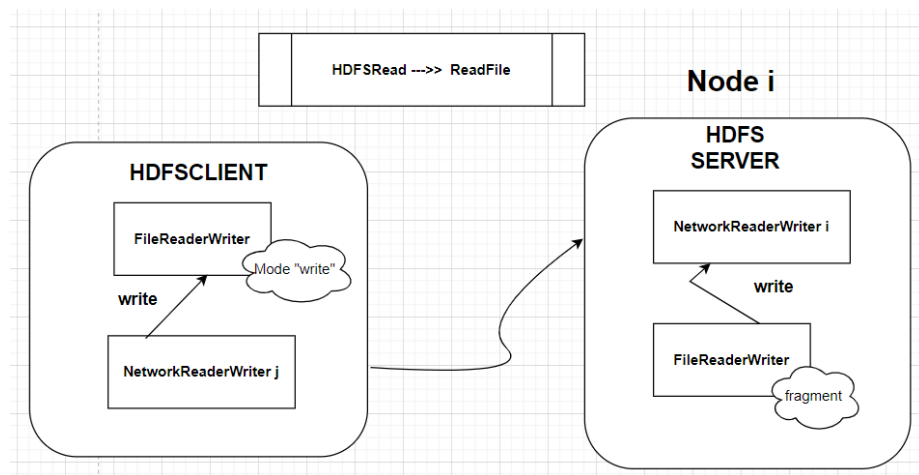 HDFSRead --->> ReadFile
Node i
HDFS
SERVER
HDFSCLIENT
FileReaderWriter
Mode "write"
write
NetworkReaderWriter j
NetworkReaderWriter i
write
FileReaderWriter
fragment